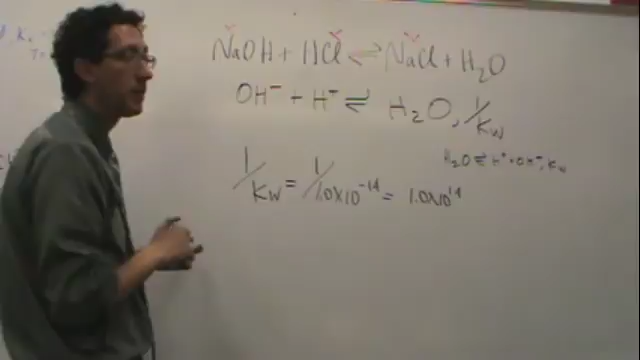 NaOH + HCl ⇌ NaCl + H₂O
OH⁻ + H⁺ ⇌ H₂O, 1/Kw
H₂O ⇌ H⁺ + OH⁻, Kw
1/Kw = 1/1.0x10⁻¹⁴ = 1.0x10¹⁴